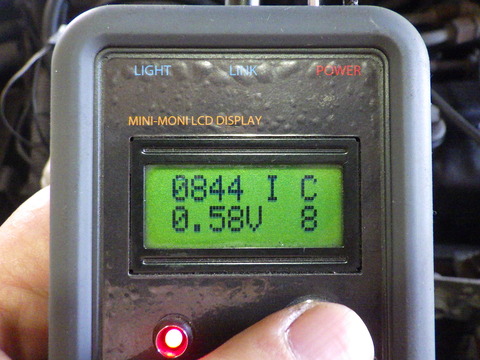 LIGHT LINK POWER
MINI-MONI LCD DISPLAY
0844 I C
0.58V 8